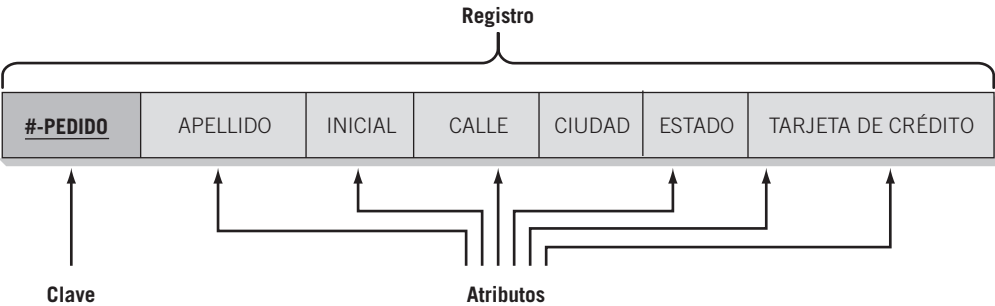 Registro
#-PEDIDO APELLIDO INICIAL CALLE CIUDAD ESTADO TARJETA DE CRÉDITO
Clave Atributos